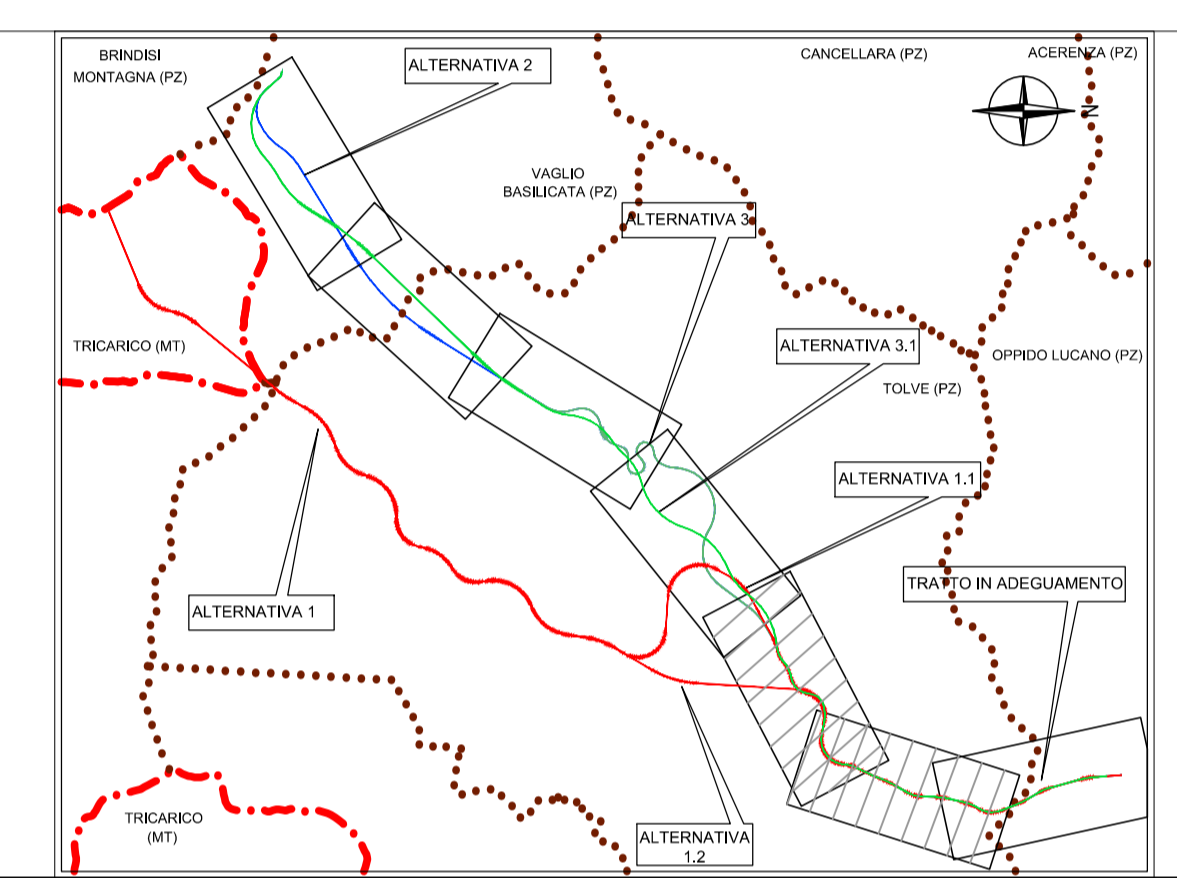 BRINDISI
MONTAGNA (PZ)
ALTERNATIVA 2
CANCELLARA (PZ)
ACERENZA (PZ)
N
VAGLIO
BASILICATA (PZ)
ALTERNATIVA 3
TRICARICO (MT)
ALTERNATIVA 3.1
OPPIDO LUCANO (PZ)
TOLVE (PZ)
ALTERNATIVA 1.1
TRATTO IN ADEGUAMENTO
ALTERNATIVA 1
TRICARICO
(MT)
ALTERNATIVA
1.2